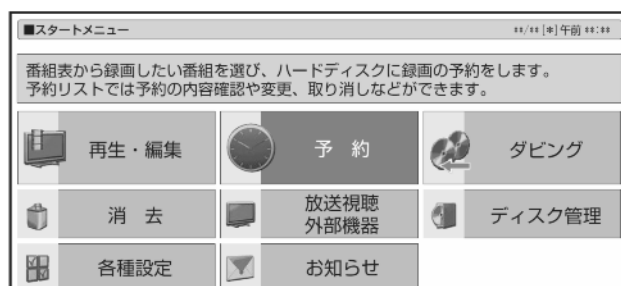 ■スタートメニュー
**/** [*] 午前 **:**
番組表から録画したい番組を選び、ハードディスクに録画の予約をします。
予約リストでは予約の内容確認や変更、取り消しなどができます。
再生・編集
予 約
ダビング
消 去
放送視聴
外部機器
ディスク管理
各種設定
お知らせ